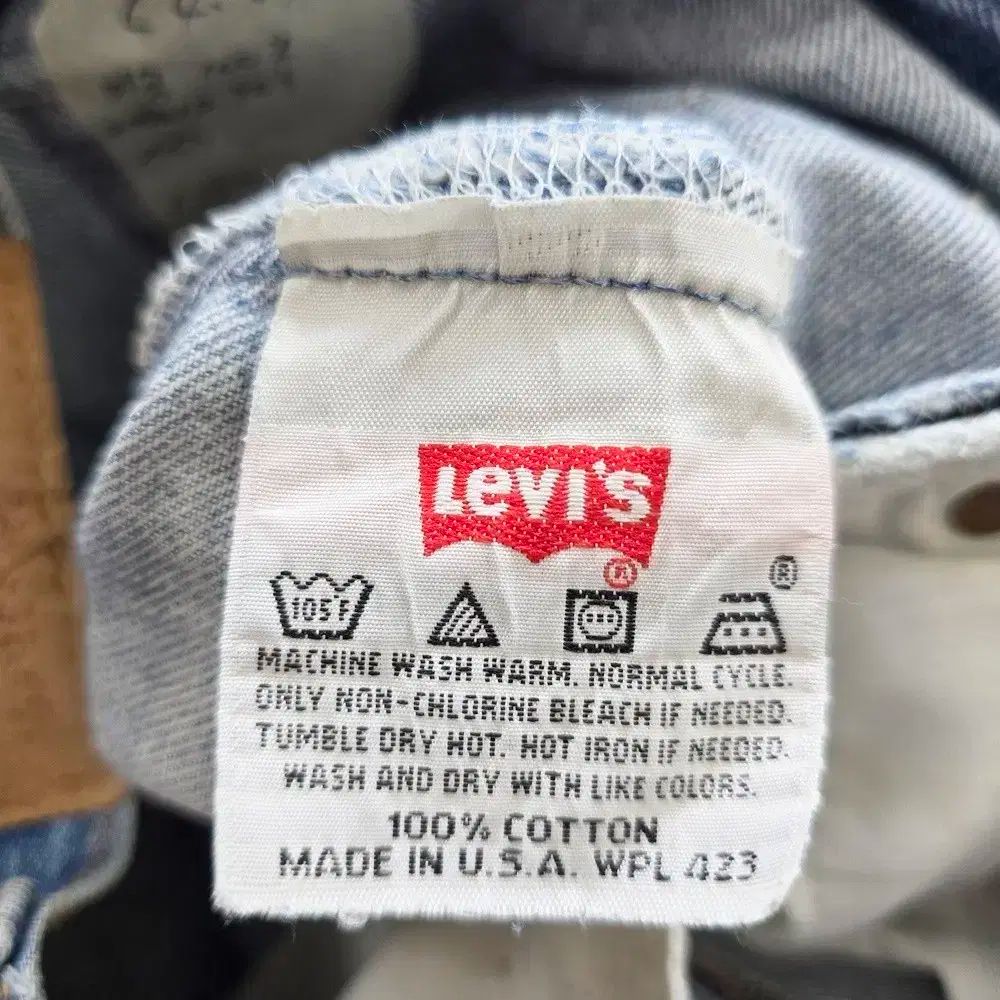 Levi's
®
®
105F
MACHINE WASH WARM. NORMAL CYCLE.
ONLY NON-CHLORINE BLEACH IF NEEDED.
TUMBLE DRY HOT. HOT IRON IF NEEDED.
WASH AND DRY WITH LIKE COLORS.
100% COTTON
MADE IN U.S.A. WPL 423